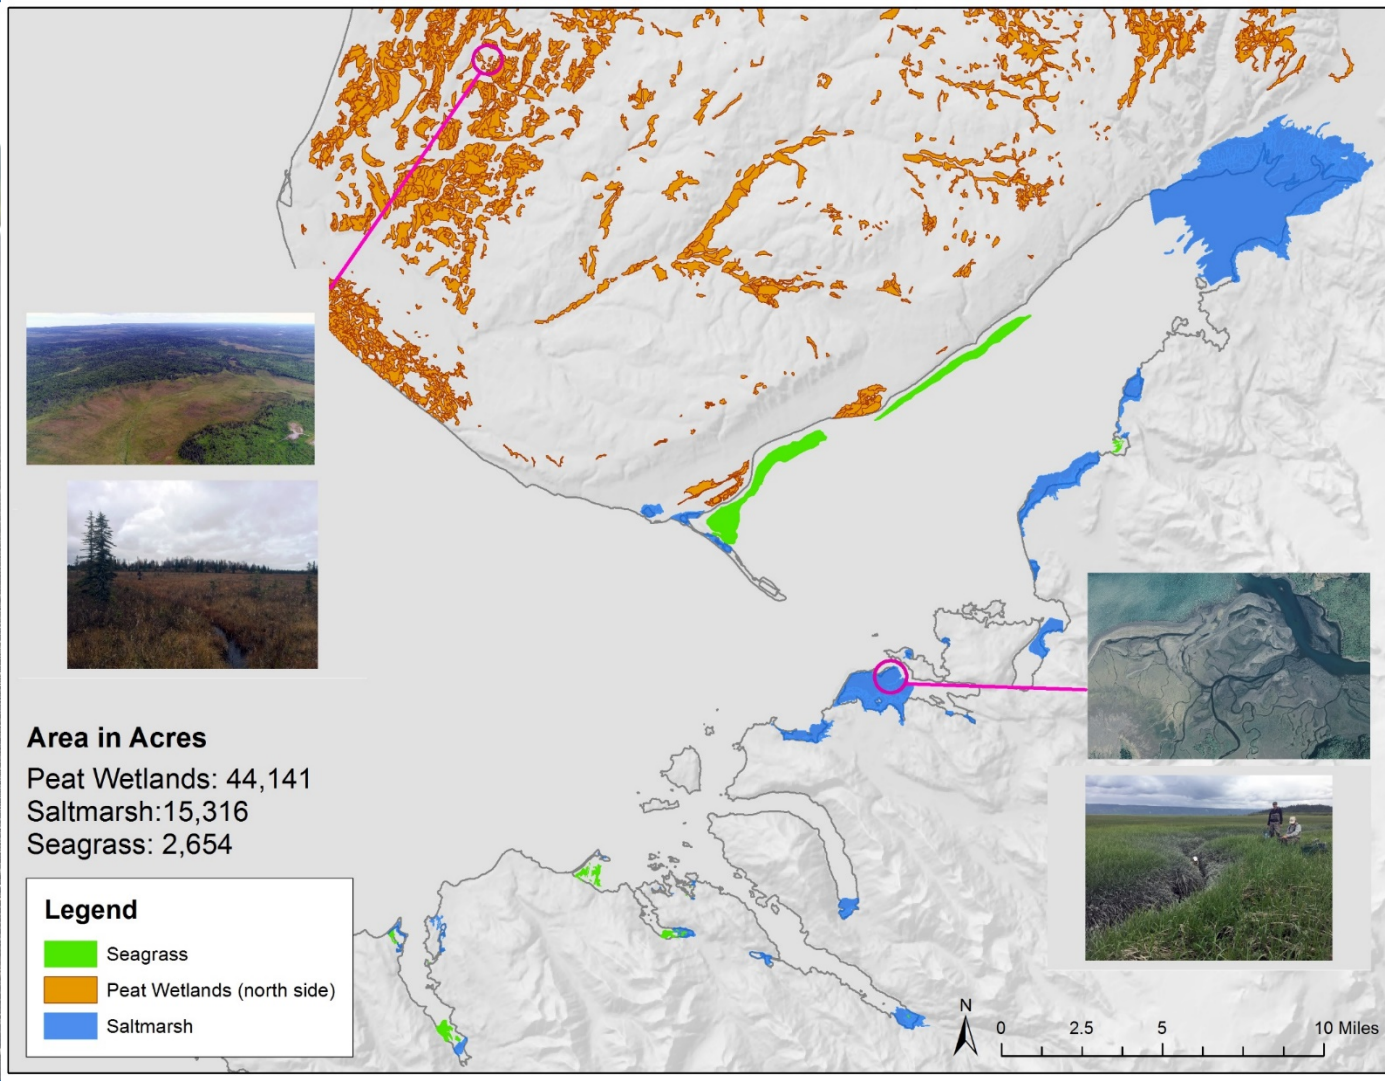 Area in Acres
Peat Wetlands: 44,141
Saltmarsh:15,316
Seagrass: 2,654
Legend
Seagrass
Peat Wetlands (north side)
Saltmarsh
N
0 2.5 5 10 Miles